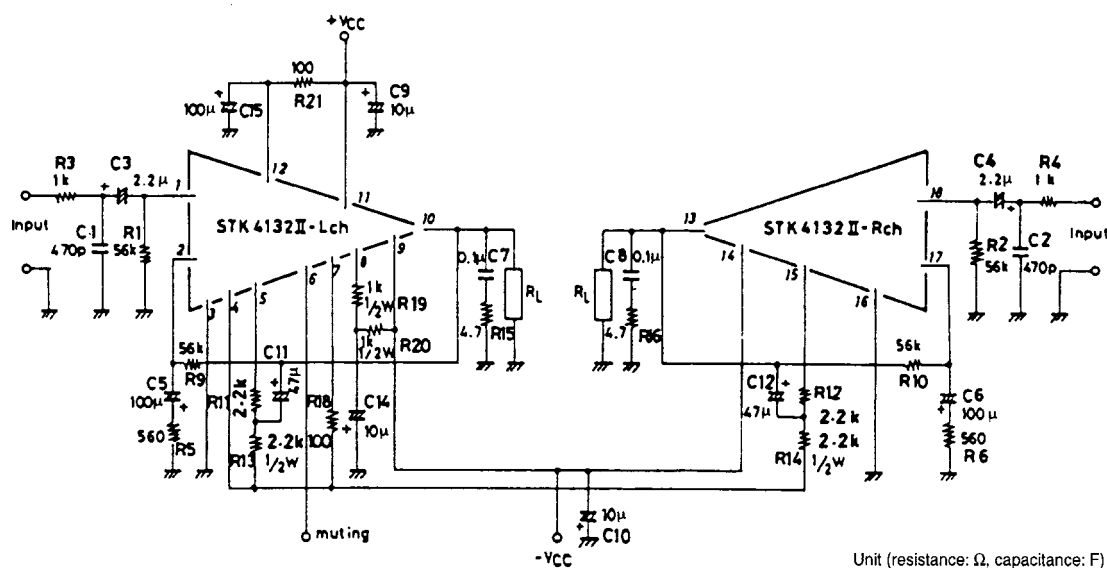 +VCC
100
R21
100µ
C15
C9
10µ
R3
1k
C3
2.2µ
1
12
11
10
Input
C1
470p
R1
56k
STK4132II-Lch
2
3
4
5
6
7
8
9
0.1µ
C7
RL
4.7
R15
1k
1/2W
R19
1k
1/2W
R20
56k
R9
C5
100µ
560
R5
C11
47µ
R11
2.2k
R13
2.2k
1/2W
R18
100
C14
10µ
muting
-VCC
10µ
C10
13
STK4132II-Rch
18
C4
2.2µ
R4
1k
Input
R2
56k
C2
470p
17
14
15
16
RL
C8
0.1µ
4.7
R16
C12
47µ
R12
2.2k
2.2k
R14
1/2W
56k
R10
C6
100µ
560
R6
Unit (resistance: Ω, capacitance: F)